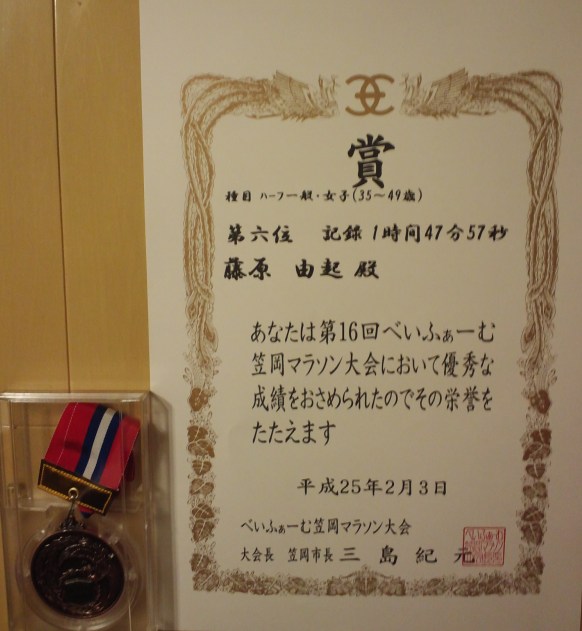 賞
種目 ハーフ一般・女子(35～49歳)
第六位 記録 1時間47分57秒
藤原 由起 殿
あなたは第16回べいふぁーむ
笠岡マラソン大会において優秀な
成績をおさめられたのでその栄誉を
たたえます
平成25年2月3日
べいふぁーむ笠岡マラソン大会
大会長 笠岡市長 三島紀元